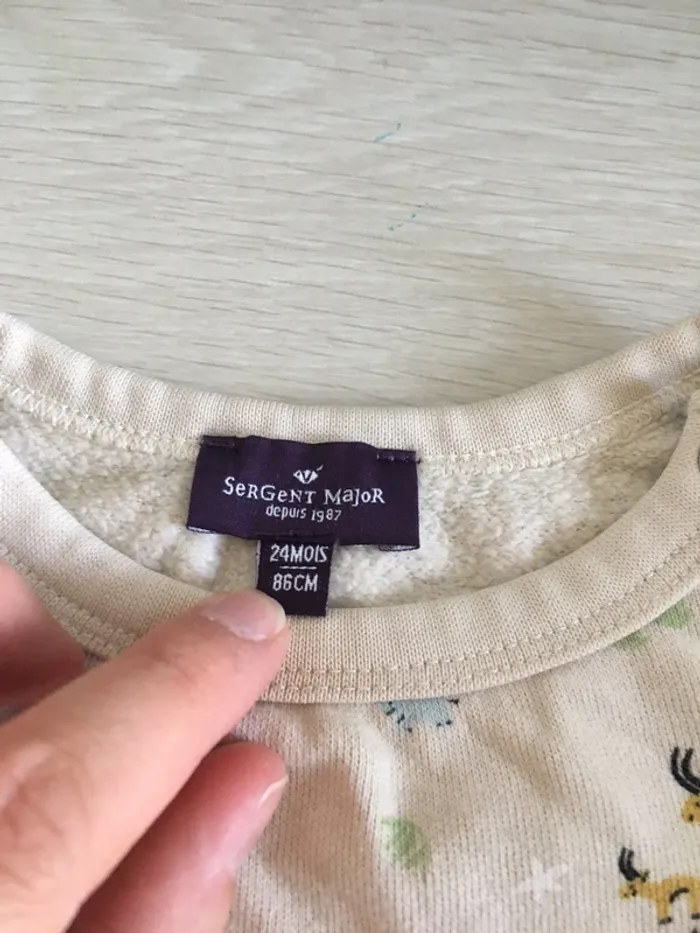 SeRGeNT MaJoR
depuis 1987
24MOIS
86CM